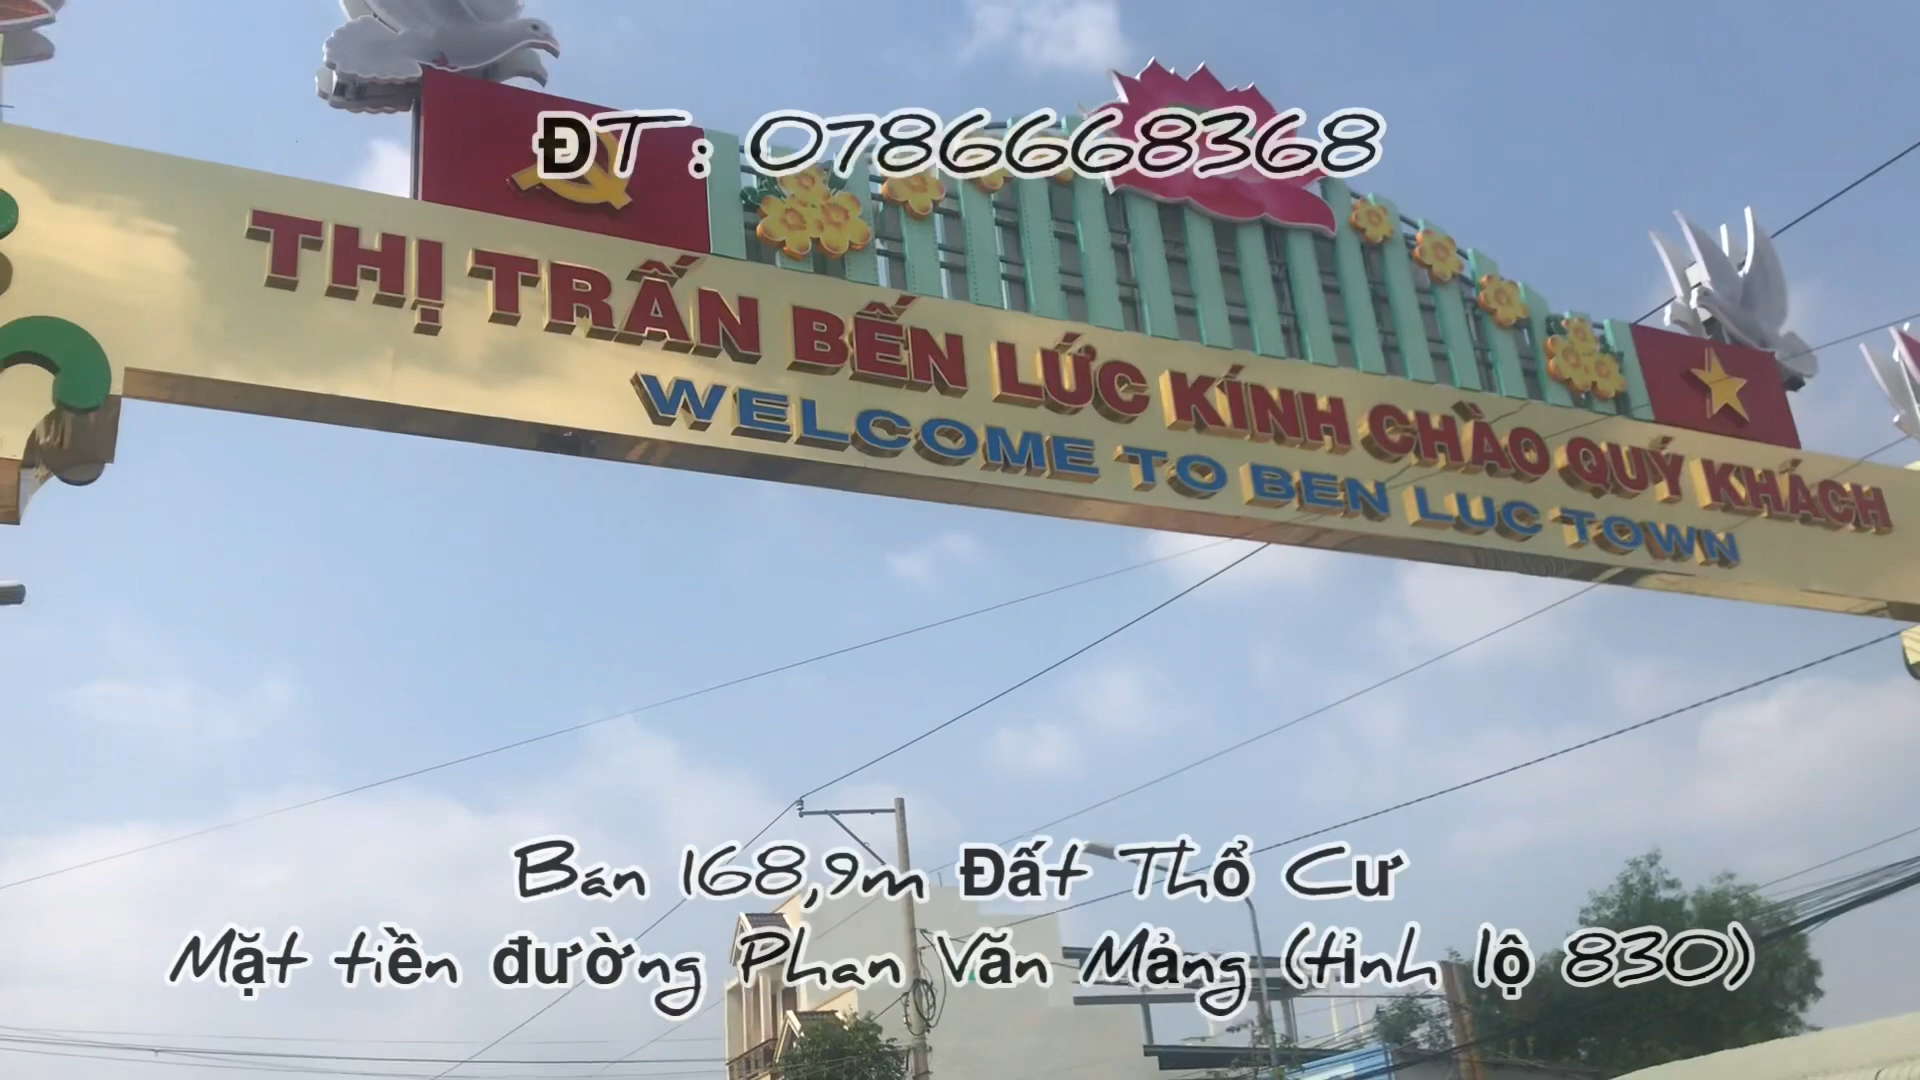 ĐT : 0786668368
THỊ TRẤN BẾN LỨC KÍNH CHÀO QUÝ KHÁCH
WELCOME TO BEN LUC TOWN
Bán 168,9m Đất Thổ Cư
Mặt tiền đường Phan Văn Mảng (tỉnh lộ 830)